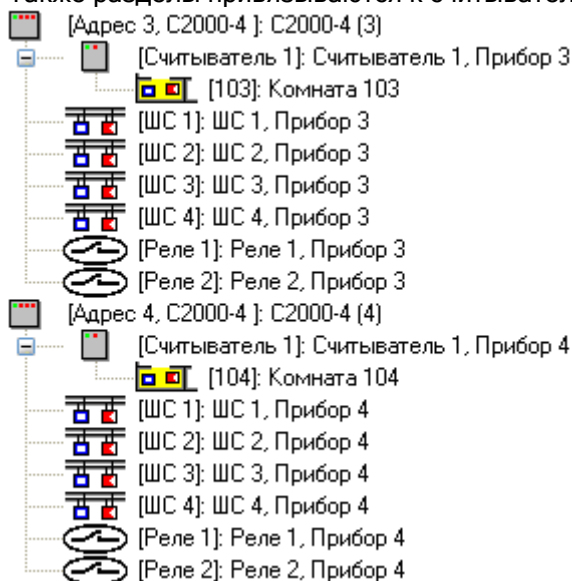 Также разделы привязываются к считывател
[Адрес 3, С2000-4 ]: С2000-4 (3)
[Считыватель 1]: Считыватель 1, Прибор 3
[103]: Комната 103
[ШС 1]: ШС 1, Прибор 3
[ШС 2]: ШС 2, Прибор 3
[ШС 3]: ШС 3, Прибор 3
[ШС 4]: ШС 4, Прибор 3
[Реле 1]: Реле 1, Прибор 3
[Реле 2]: Реле 2, Прибор 3
[Адрес 4, С2000-4 ]: С2000-4 (4)
[Считыватель 1]: Считыватель 1, Прибор 4
[104]: Комната 104
[ШС 1]: ШС 1, Прибор 4
[ШС 2]: ШС 2, Прибор 4
[ШС 3]: ШС 3, Прибор 4
[ШС 4]: ШС 4, Прибор 4
[Реле 1]: Реле 1, Прибор 4
[Реле 2]: Реле 2, Прибор 4